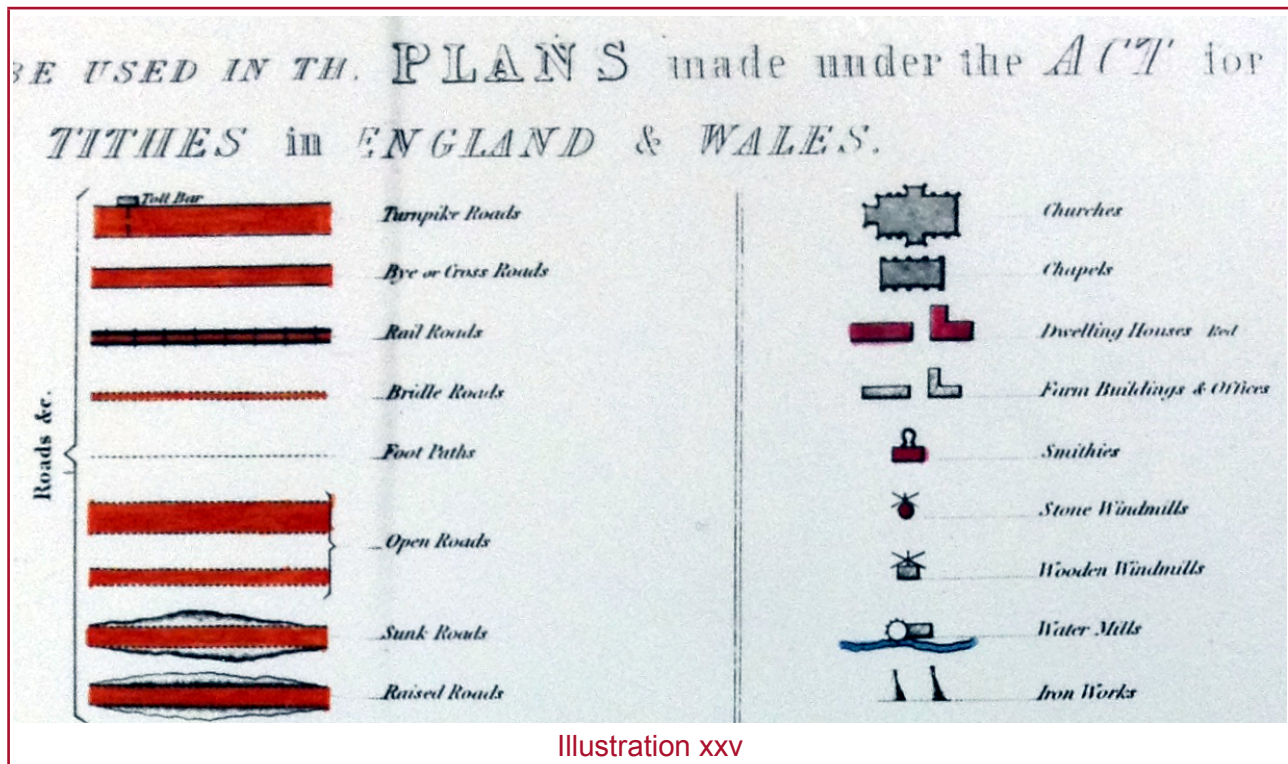 BE USED IN TH. PLANS made under the ACT for
TITHES in ENGLAND & WALES.
Roads &c.
Toll Bar
Turnpike Roads
Bye or Cross Roads
Rail Roads
Bridle Roads
Foot Paths
Open Roads
Sunk Roads
Raised Roads
Churches
Chapels
Dwelling Houses Red
Farm Buildings & Offices
Smithies
Stone Windmills
Wooden Windmills
Water Mills
Iron Works
Illustration xxv